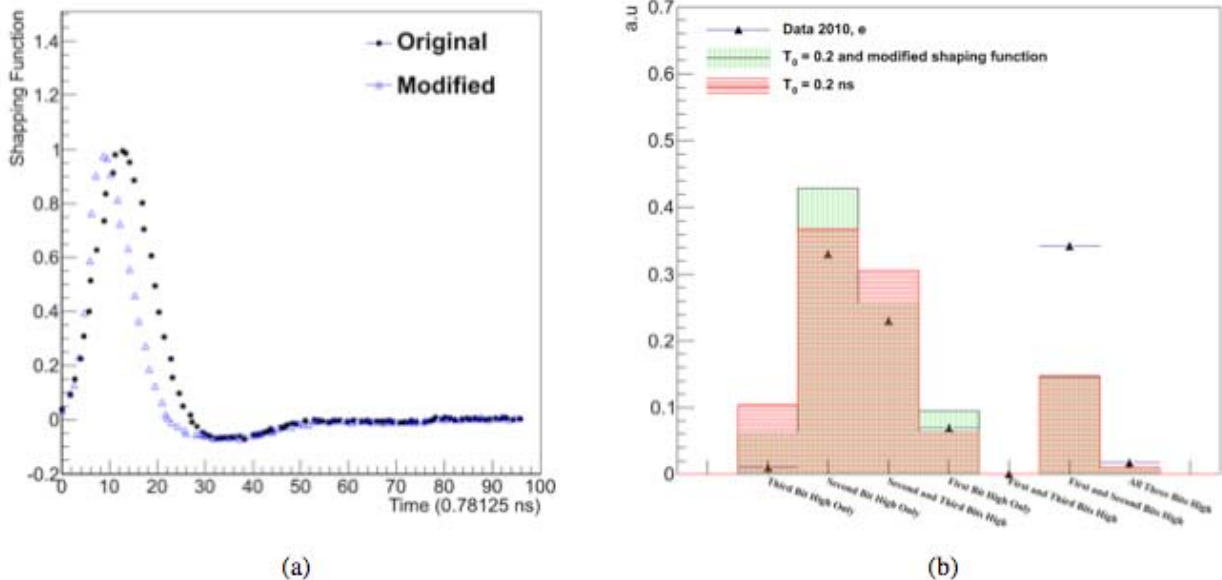 Shapping Function
1.4
1.2
1
0.8
0.6
0.4
0.2
0
-0.2
Original
Modified
0 10 20 30 40 50 60 70 80 90 100
Time (0.78125 ns)
(a)
a.u
0.7
0.6
0.5
0.4
0.3
0.2
0.1
0
Data 2010, e
T0 = 0.2 and modified shaping function
T0 = 0.2 ns
Third Bit High Only
Second Bit High Only
Second and Third Bits High
First Bit High Only
First and Third Bits High
First and Second Bits High
All Three Bits High
(b)